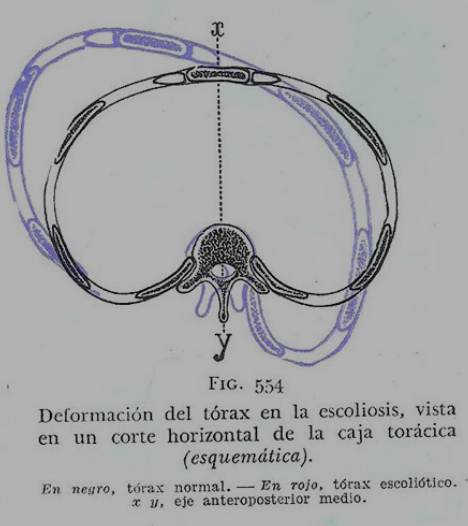 x
y
FIG. 554
Deformación del tórax en la escoliosis, vista
en un corte horizontal de la caja torácica
(esquemática).
En negro, tórax normal. — En rojo, tórax escoliótico.
x y, eje anteroposterior medio.